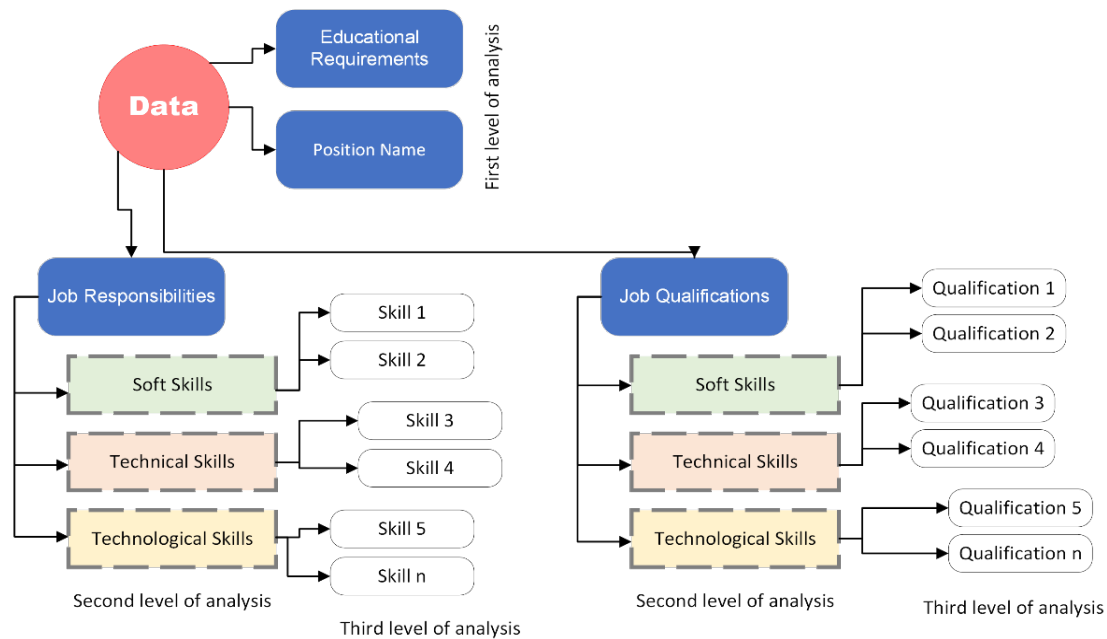 Educational
Requirements
Data
Position Name
First level of analysis
Job Responsibilities
Skill 1
Skill 2
Soft Skills
Skill 3
Technical Skills
Skill 4
Skill 5
Technological Skills
Skill n
Second level of analysis
Third level of analysis
Job Qualifications
Qualification 1
Qualification 2
Soft Skills
Qualification 3
Technical Skills
Qualification 4
Qualification 5
Technological Skills
Qualification n
Second level of analysis
Third level of analysis